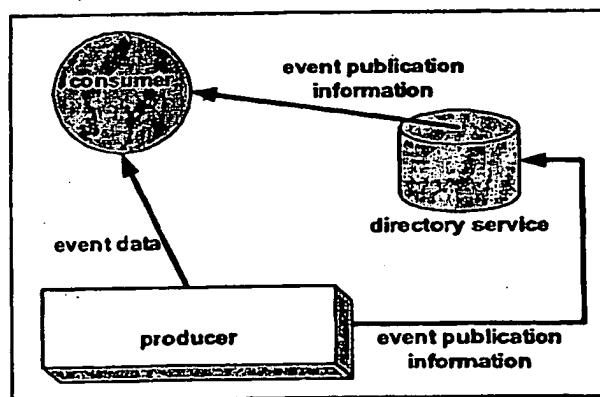 consumer
event publication
information
directory service
event data
producer
event publication
information